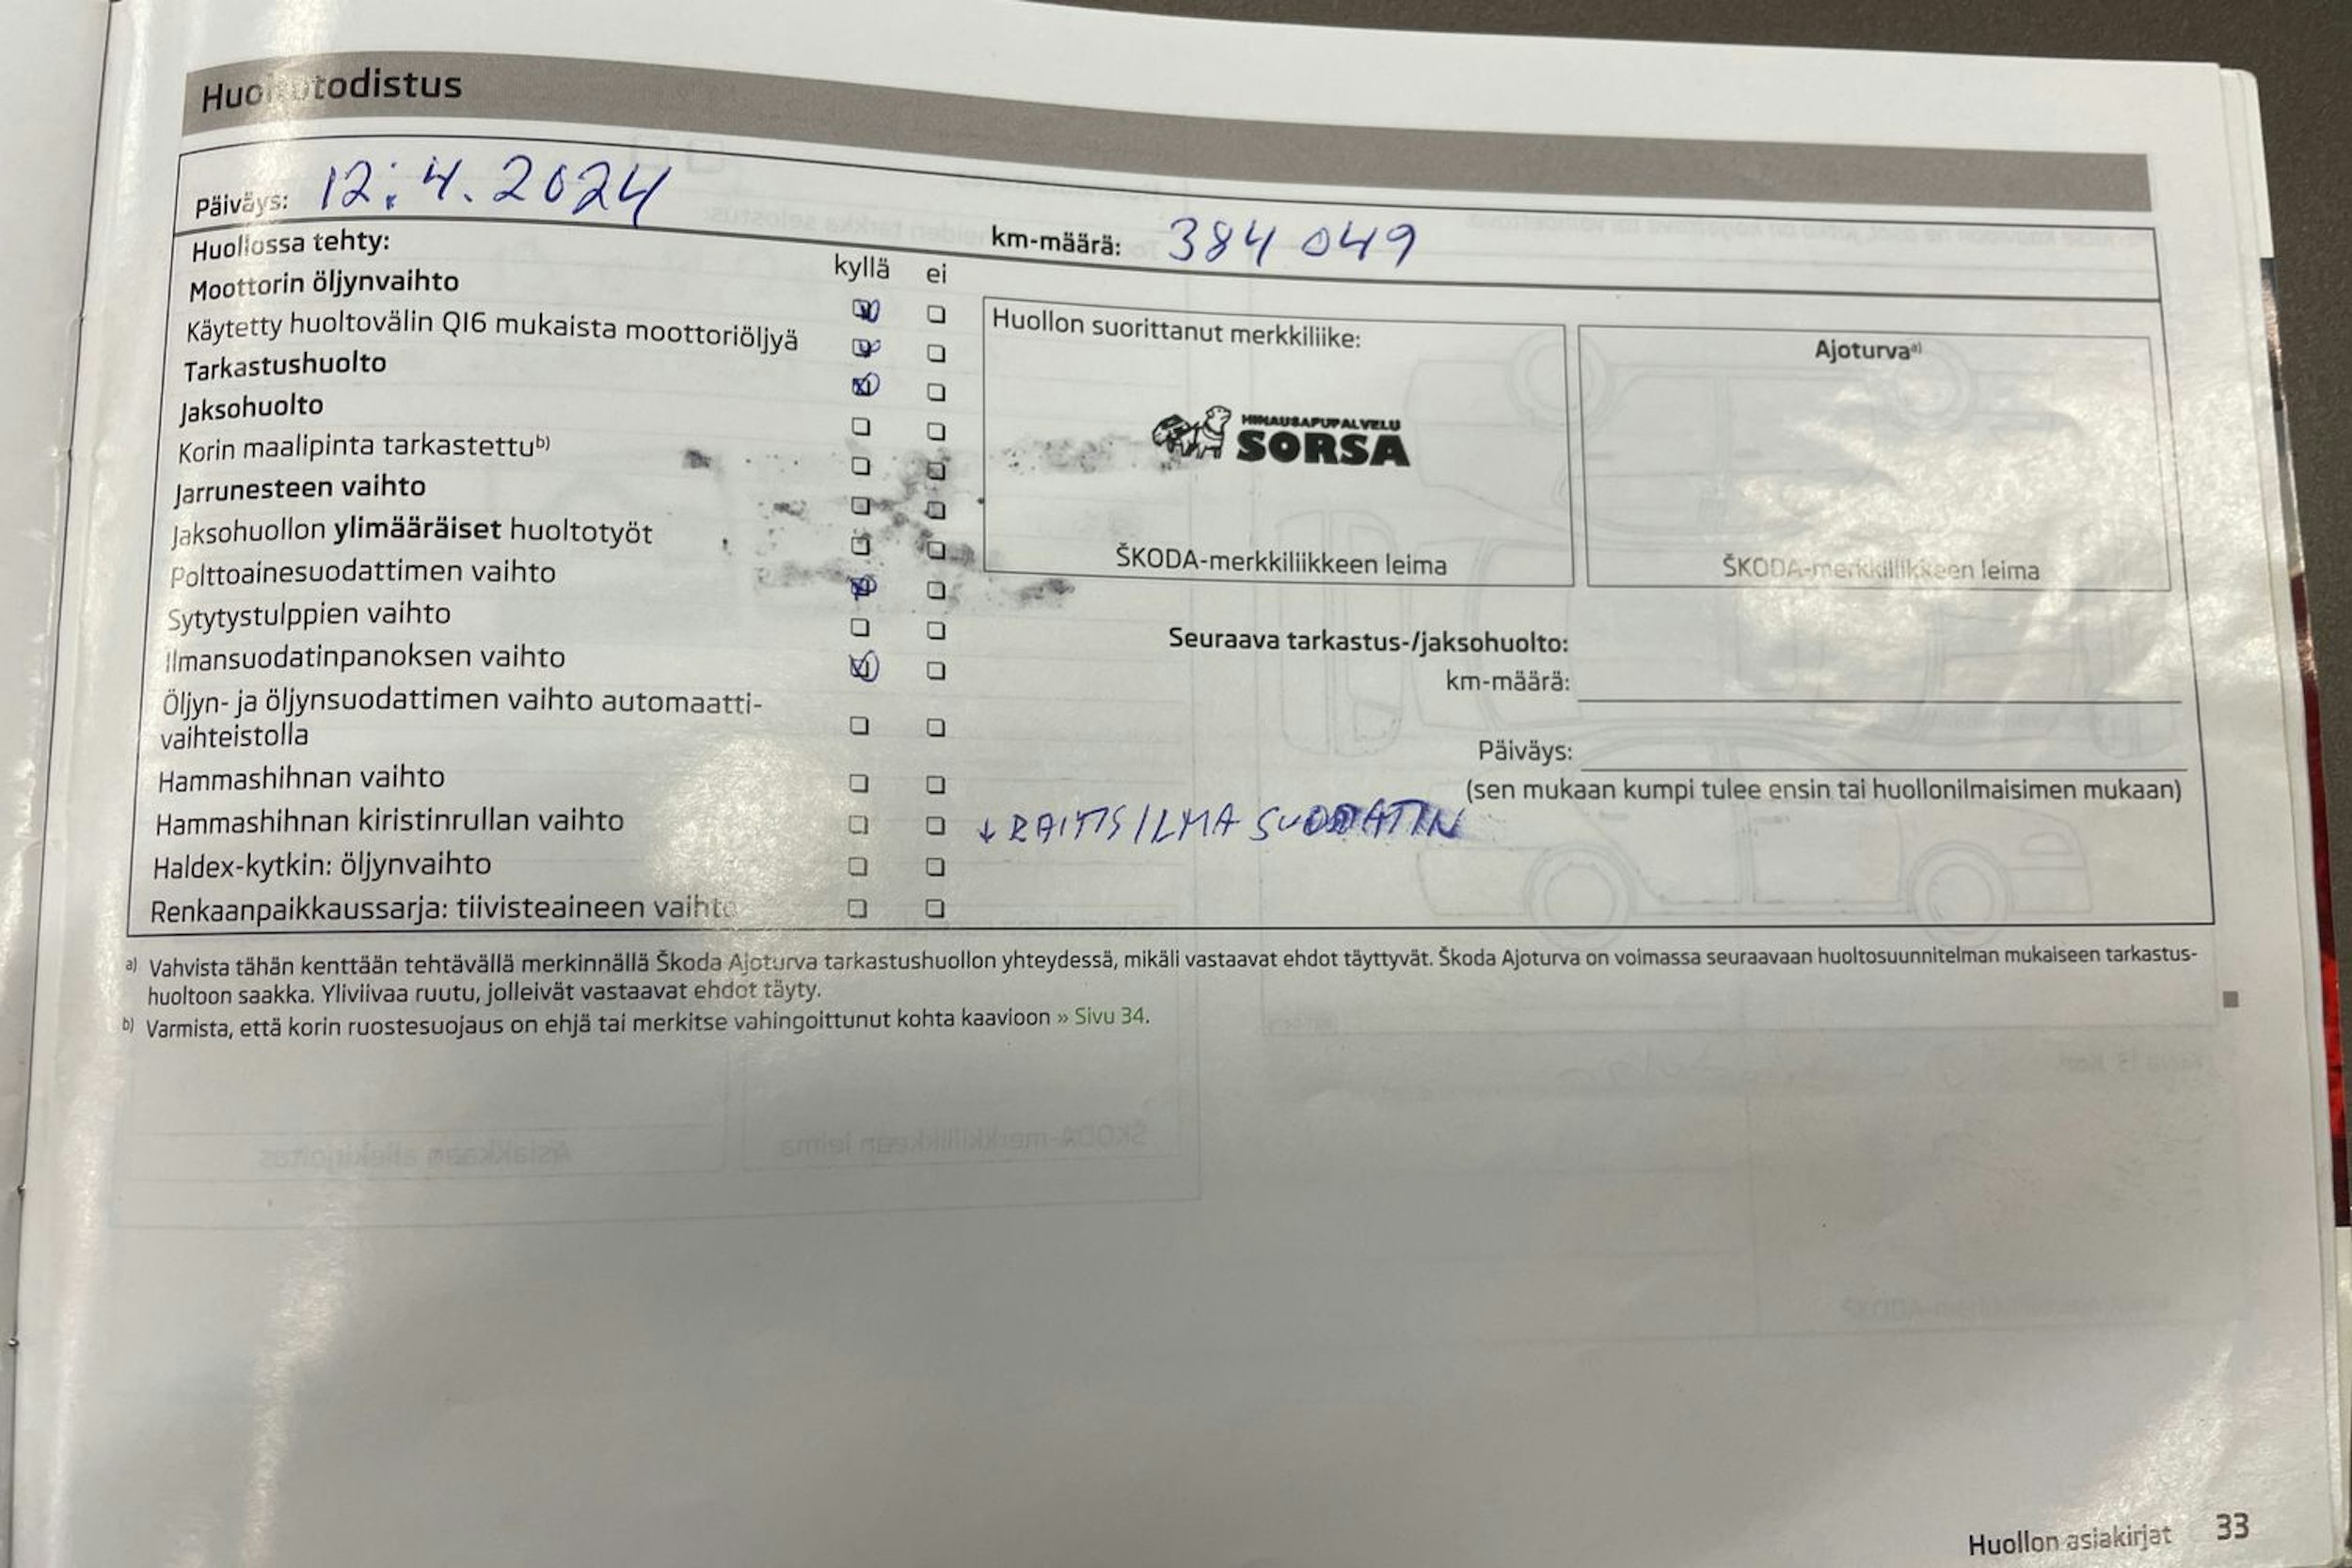 Huoltotodistus
Päiväys: 12.4.2024
km-määrä: 384 049
Huollossa tehty:
kyllä ei
Moottorin öljynvaihto
Käytetty huoltovälin QI6 mukaista moottoriöljyä
Tarkastushuolto
Jaksohuolto
Korin maalipinta tarkastettu b)
Jarrunesteen vaihto
Jaksohuollon ylimääräiset huoltotyöt
Polttoainesuodattimen vaihto
Sytytystulppien vaihto
Ilmansuodatinpanoksen vaihto
Öljyn- ja öljynsuodattimen vaihto automaatti-
vaihteistolla
Hammashihnan vaihto
Hammashihnan kiristinrullan vaihto
Haldex-kytkin: öljynvaihto
Renkaanpaikkaussarja: tiivisteaineen vaihto
Huollon suorittanut merkkiliike:
HINAUSAPUPALVELU
SORSA
ŠKODA-merkkiliikkeen leima
Ajoturva a)
ŠKODA-merkkiliikkeen leima
Seuraava tarkastus-/jaksohuolto:
km-määrä:
Päiväys:
(sen mukaan kumpi tulee ensin tai huollonilmaisimen mukaan)
↓ RAITIS ILMA SUODATIN
a) Vahvista tähän kenttään tehtävällä merkinnällä Škoda Ajoturva tarkastushuollon yhteydessä, mikäli vastaavat ehdot täyttyvät. Škoda Ajoturva on voimassa seuraavaan huoltosuunnitelman mukaiseen tarkastus-
huoltoon saakka. Yliviivaa ruutu, jolleivät vastaavat ehdot täyty.
b) Varmista, että korin ruostesuojaus on ehjä tai merkitse vahingoittunut kohta kaavioon » Sivu 34.
Huollon asiakirjat 33